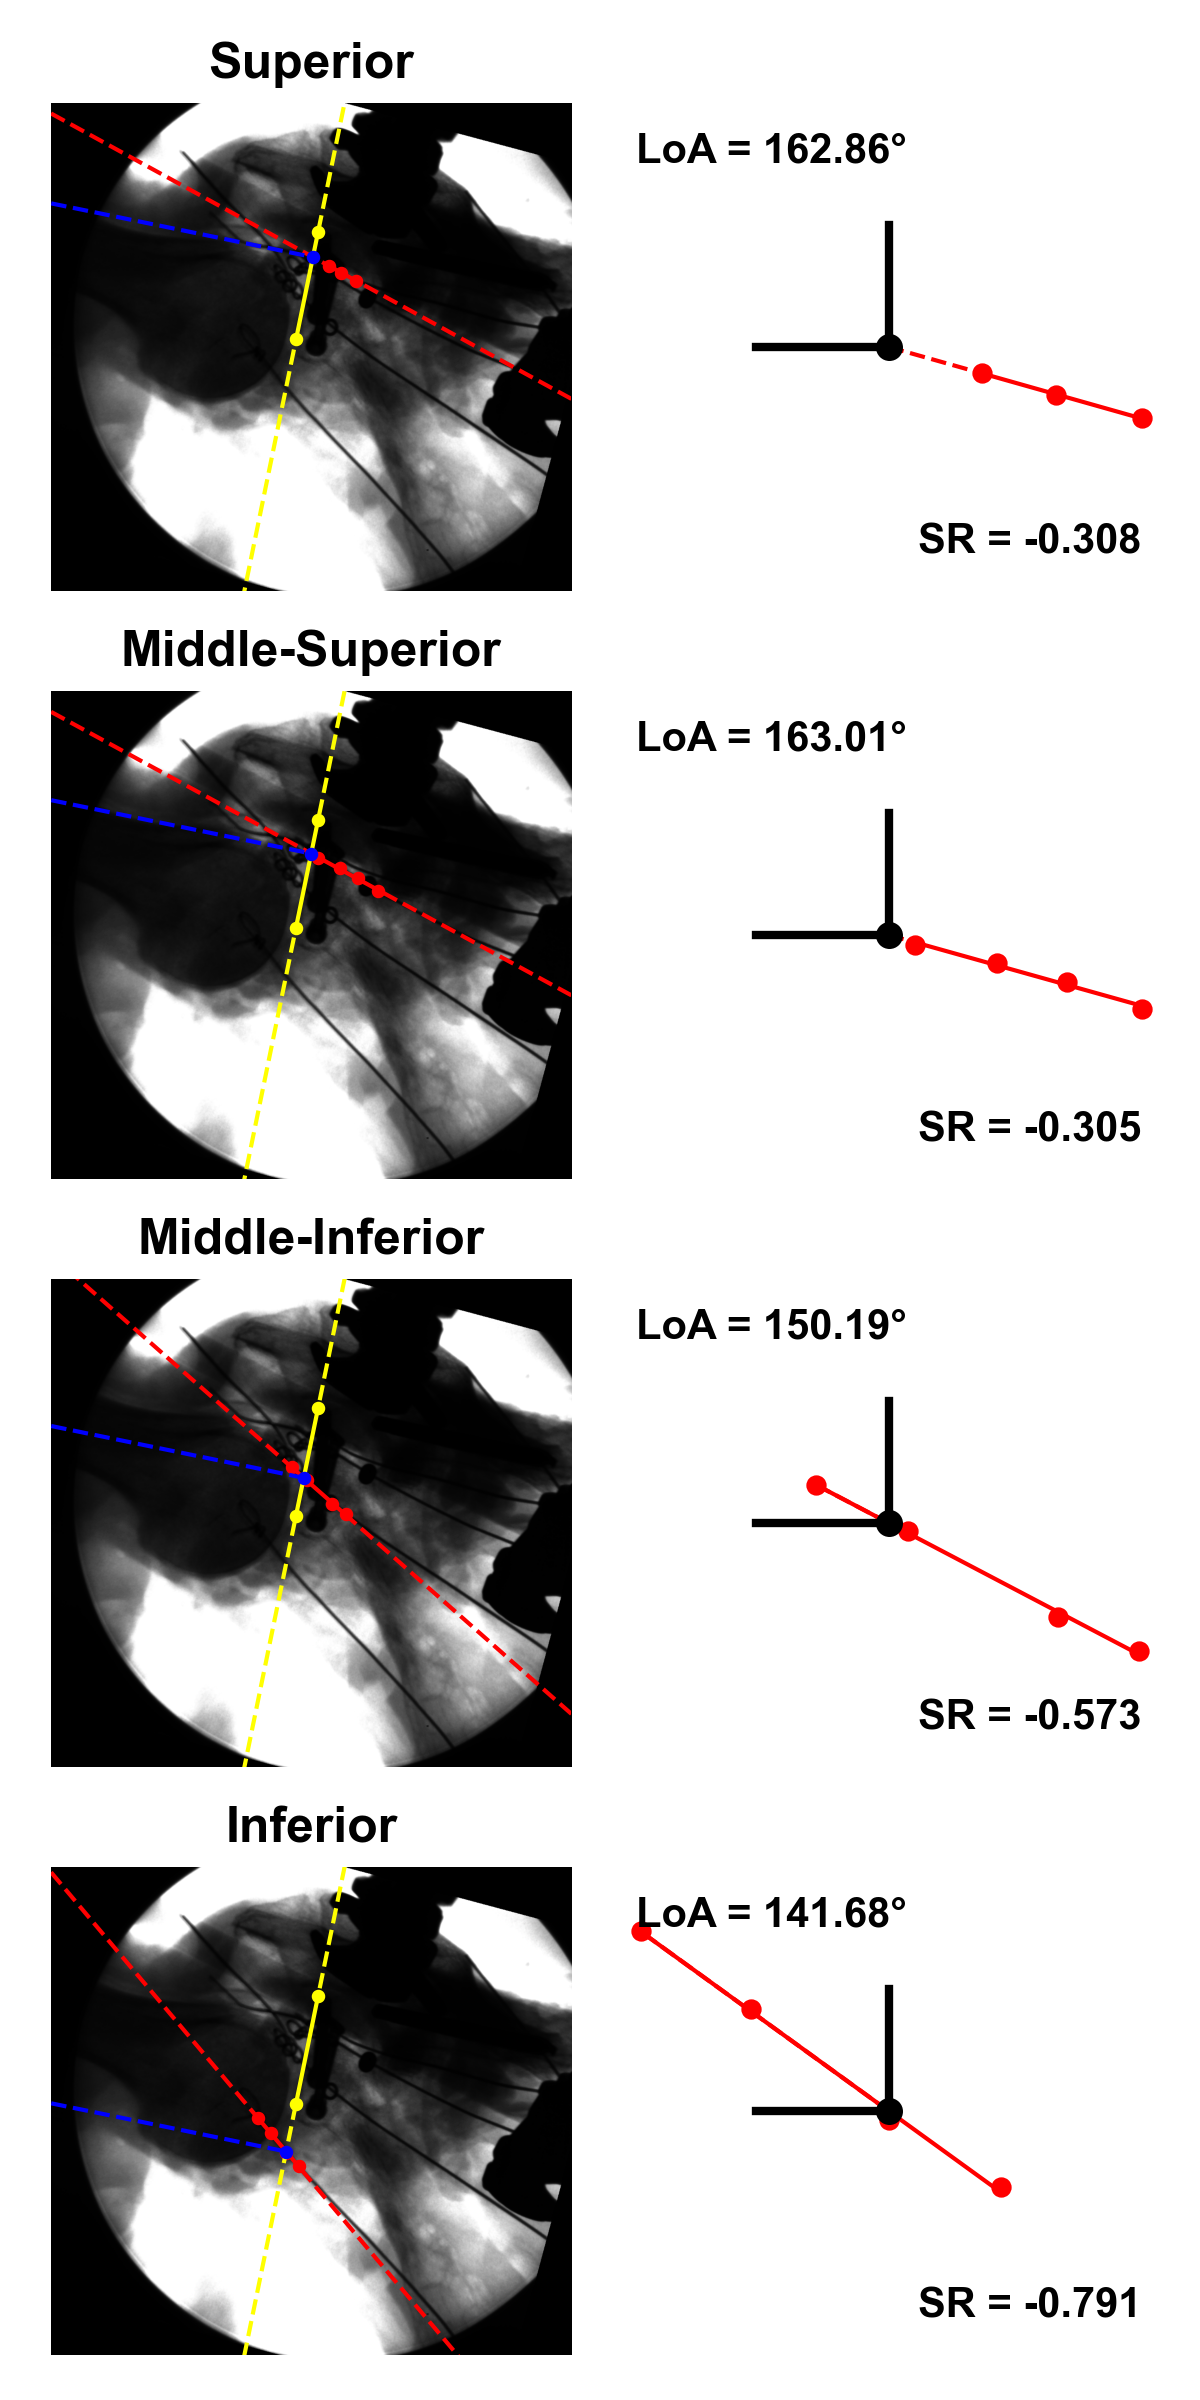 Superior
LoA = 162.86°
SR = -0.308
Middle-Superior
LoA = 163.01°
SR = -0.305
Middle-Inferior
LoA = 150.19°
SR = -0.573
Inferior
LoA = 141.68°
SR = -0.791